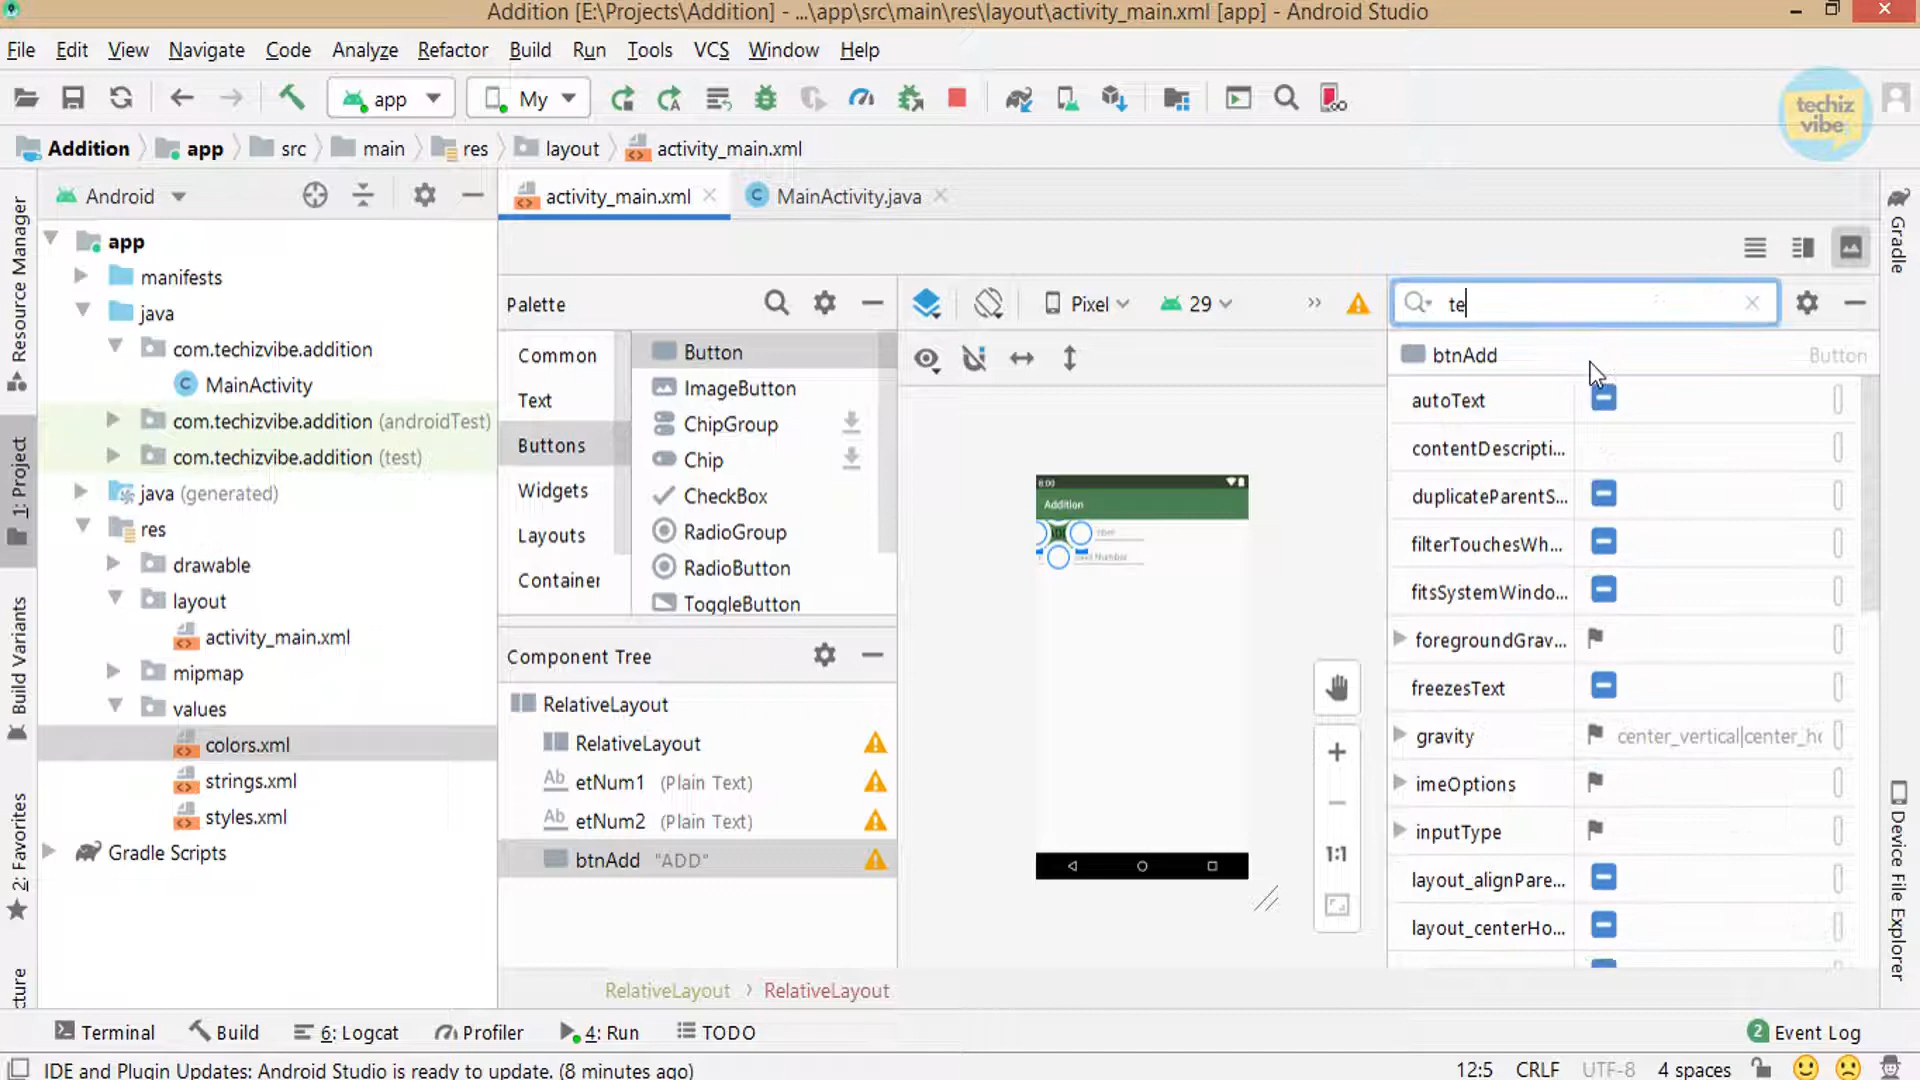 Addition [E:\Projects\Addition] - ...\app\src\main\res\layout\activity_main.xml [app] - Android Studio
File Edit View Navigate Code Analyze Refactor Build Run Tools VCS Window Help
app My
techiz vibe
Addition app src main res layout activity_main.xml
Android
activity_main.xml MainActivity.java
Resource Manager
1: Project
Build Variants
2: Favorites
cture
Gradle
Device File Explorer
app
manifests
java
com.techizvibe.addition
MainActivity
com.techizvibe.addition (androidTest)
com.techizvibe.addition (test)
java (generated)
res
drawable
layout
activity_main.xml
mipmap
values
colors.xml
strings.xml
styles.xml
Gradle Scripts
Palette
Common
Text
Buttons
Widgets
Layouts
Container
Button
ImageButton
ChipGroup
Chip
CheckBox
RadioGroup
RadioButton
ToggleButton
Component Tree
RelativeLayout
RelativeLayout
etNum1 (Plain Text)
etNum2 (Plain Text)
btnAdd "ADD"
Pixel 29
6:00
Addition
Number
1:1
te
btnAdd Button
autoText
contentDescripti...
duplicateParentS...
filterTouchesWh...
fitsSystemWindo...
foregroundGrav...
freezesText
gravity center_vertical|center_ho
imeOptions
inputType
layout_alignPare...
layout_centerHo...
RelativeLayout › RelativeLayout
Terminal Build 6: Logcat Profiler 4: Run TODO 2 Event Log
IDE and Plugin Updates: Android Studio is ready to update. (8 minutes ago) 12:5 CRLF UTF-8 4 spaces